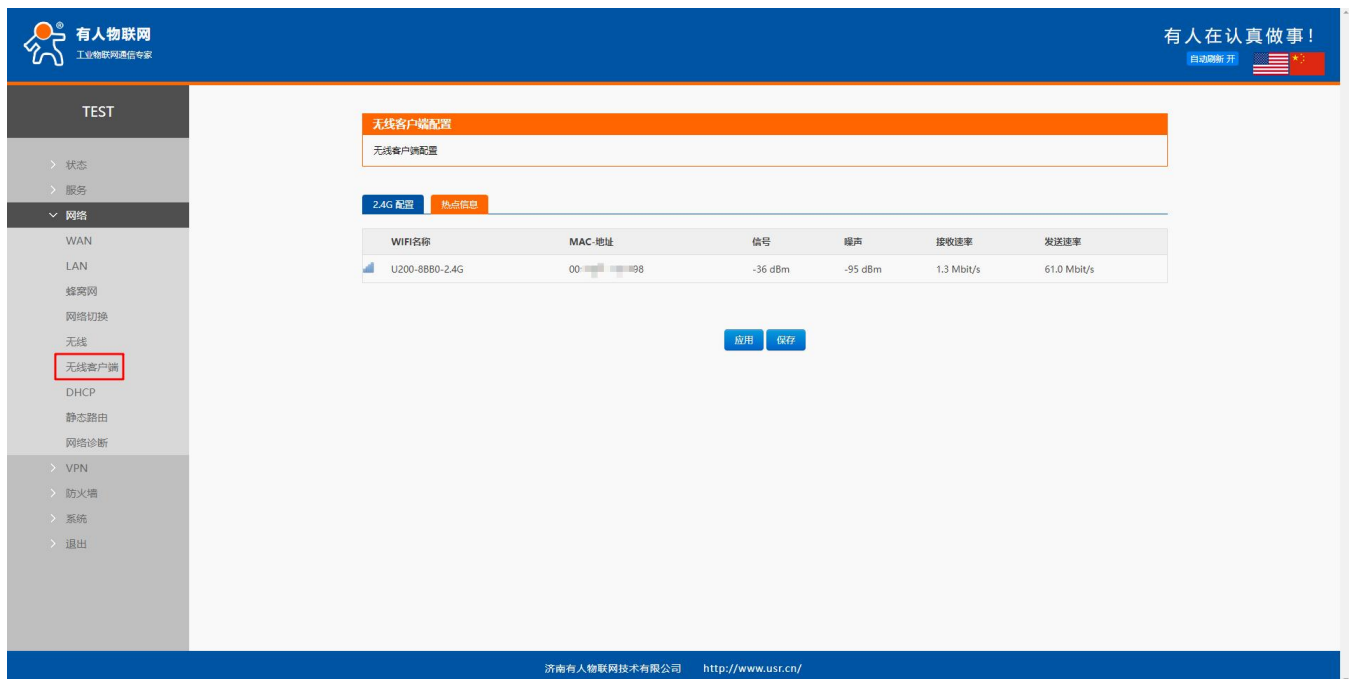 有人物联网
工业物联网通信专家
有人在认真做事!
自动刷新 开
TEST
状态
服务
网络
WAN
LAN
蜂窝网
网络切换
无线
无线客户端
DHCP
静态路由
网络诊断
VPN
防火墙
系统
退出
无线客户端配置
无线客户端配置
2.4G 配置 热点信息
WIFI名称 MAC-地址 信号 噪声 接收速率 发送速率
U200-8BB0-2.4G 00: 98 -36 dBm -95 dBm 1.3 Mbit/s 61.0 Mbit/s
应用 保存
济南有人物联网技术有限公司 http://www.usr.cn/